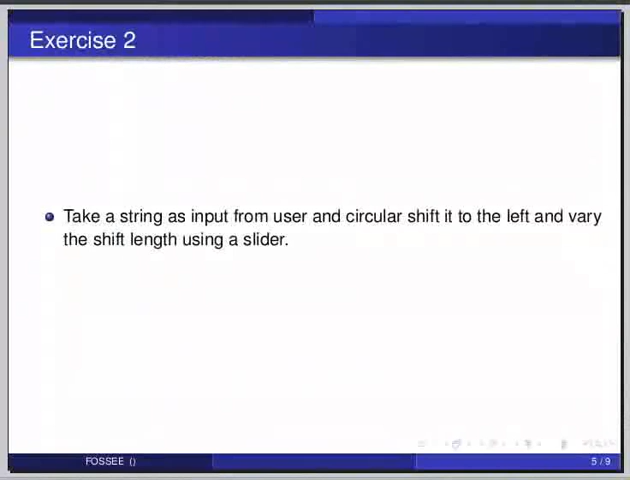 Exercise 2
Take a string as input from user and circular shift it to the left and vary
the shift length using a slider.
FOSSEE ()
5 / 9